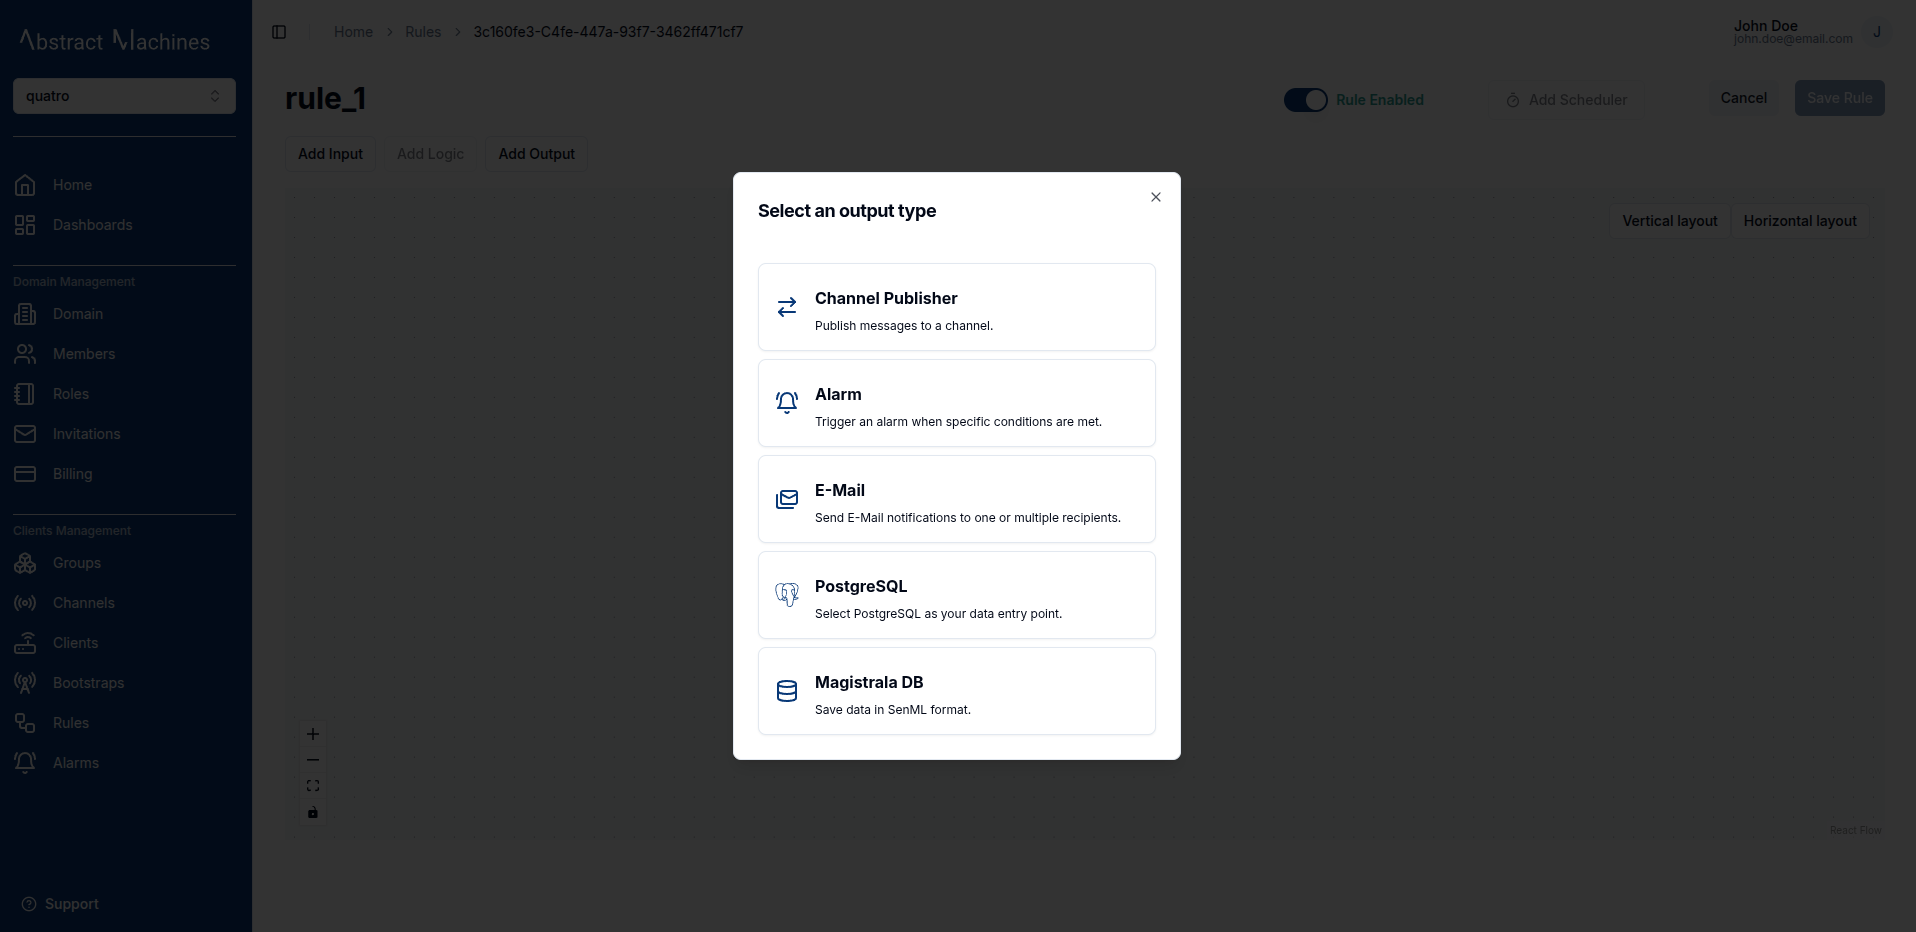 Abstract Machines
quatro
Home
Dashboards
Domain Management
Domain
Members
Roles
Invitations
Billing
Clients Management
Groups
Channels
Clients
Bootstraps
Rules
Alarms
Support
Home > Rules > 3c160fe3-C4fe-447a-93f7-3462ff471cf7
John Doe
john.doe@email.com
J
rule_1
Rule Enabled
Add Scheduler
Cancel
Save Rule
Add Input
Add Logic
Add Output
Vertical layout
Horizontal layout
Select an output type
Channel Publisher
Publish messages to a channel.
Alarm
Trigger an alarm when specific conditions are met.
E-Mail
Send E-Mail notifications to one or multiple recipients.
PostgreSQL
Select PostgreSQL as your data entry point.
Magistrala DB
Save data in SenML format.
React Flow